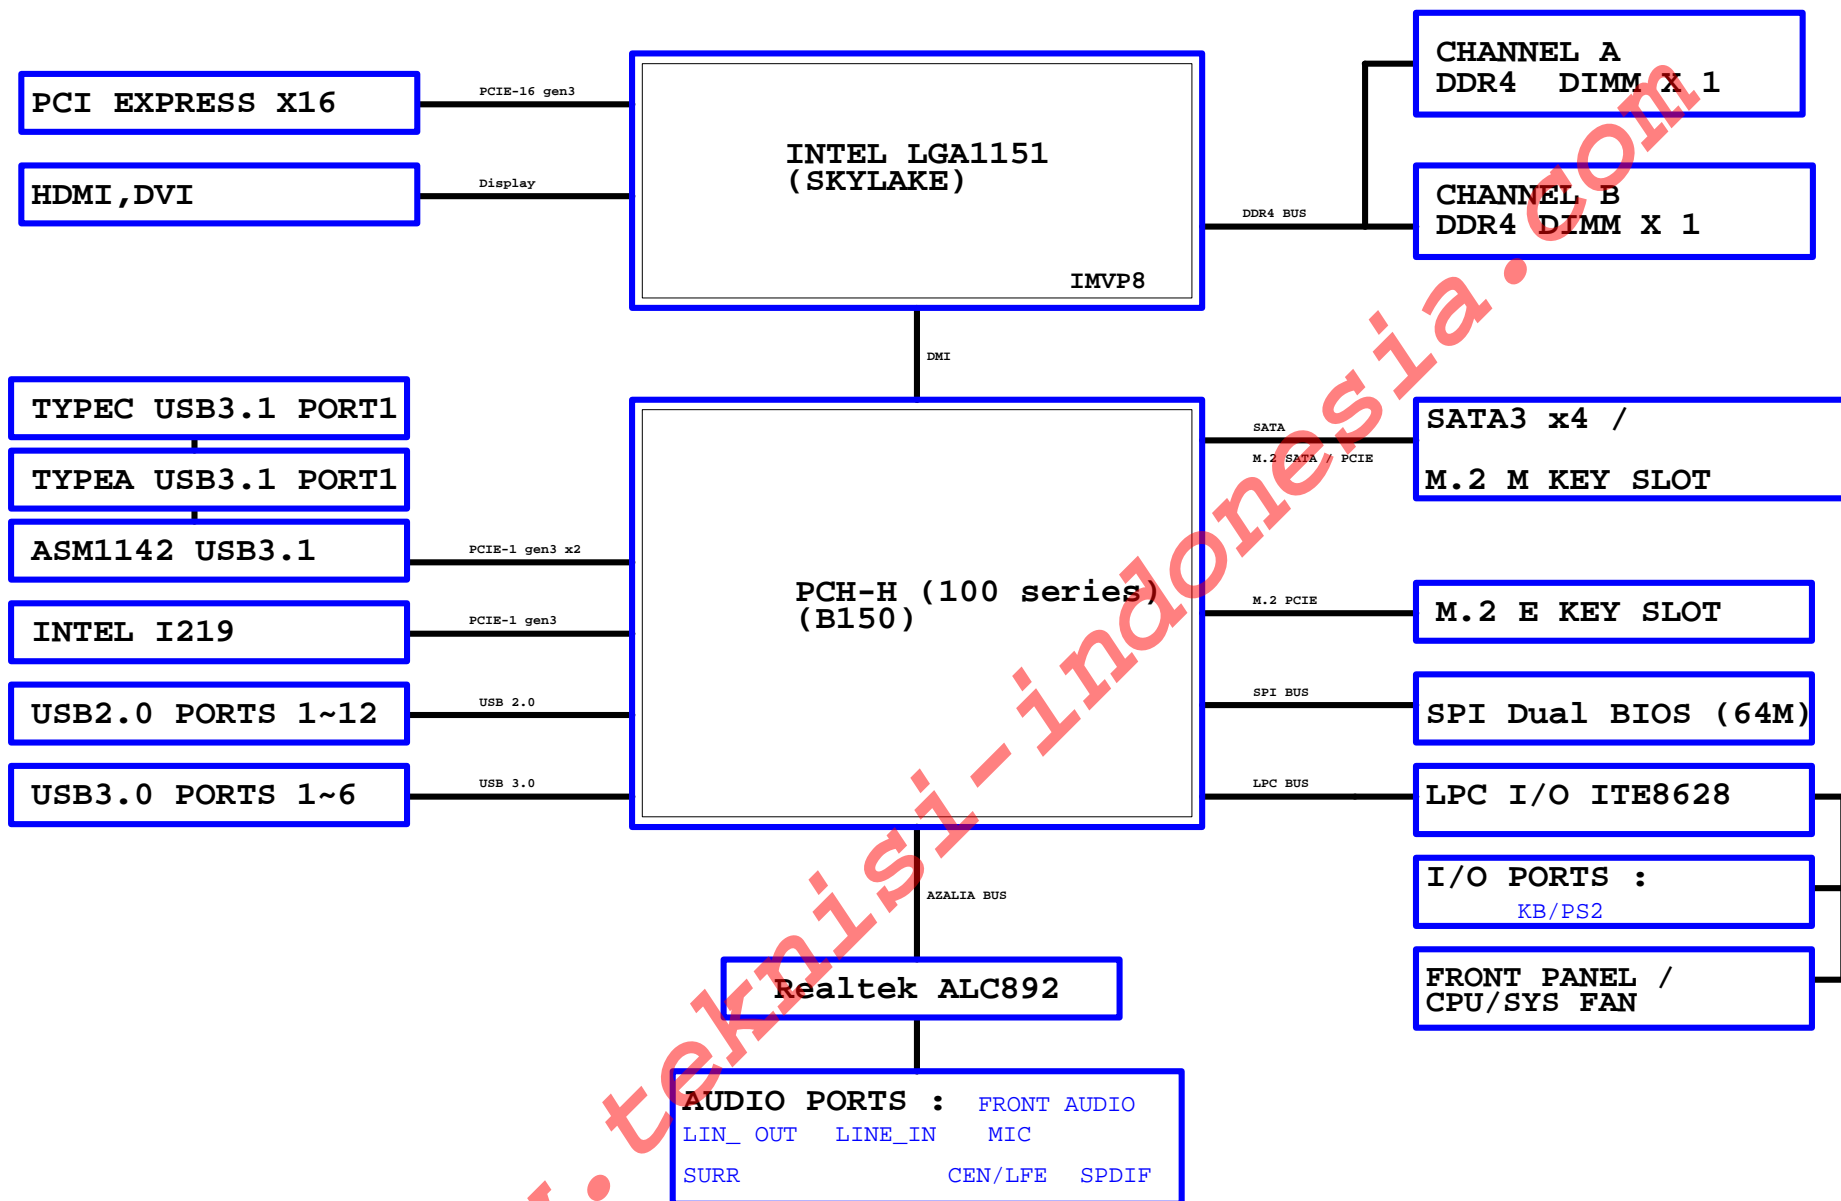 PCI EXPRESS X16
PCIE-16 gen3
HDMI,DVI
Display
INTEL LGA1151
(SKYLAKE)
IMVP8
DDR4 BUS
CHANNEL A
DDR4 DIMM X 1
CHANNEL B
DDR4 DIMM X 1
DMI
TYPEC USB3.1 PORT1
TYPEA USB3.1 PORT1
ASM1142 USB3.1
PCIE-1 gen3 x2
INTEL I219
PCIE-1 gen3
USB2.0 PORTS 1~12
USB 2.0
USB3.0 PORTS 1~6
USB 3.0
PCH-H (100 series)
(B150)
SATA
M.2 SATA / PCIE
SATA3 x4 /
M.2 M KEY SLOT
M.2 PCIE
M.2 E KEY SLOT
SPI BUS
SPI Dual BIOS (64M)
LPC BUS
LPC I/O ITE8628
I/O PORTS :
KB/PS2
FRONT PANEL /
CPU/SYS FAN
AZALIA BUS
Realtek ALC892
AUDIO PORTS : FRONT AUDIO
LIN_ OUT LINE_IN MIC
SURR CEN/LFE SPDIF
.teknisi-indonesia.com